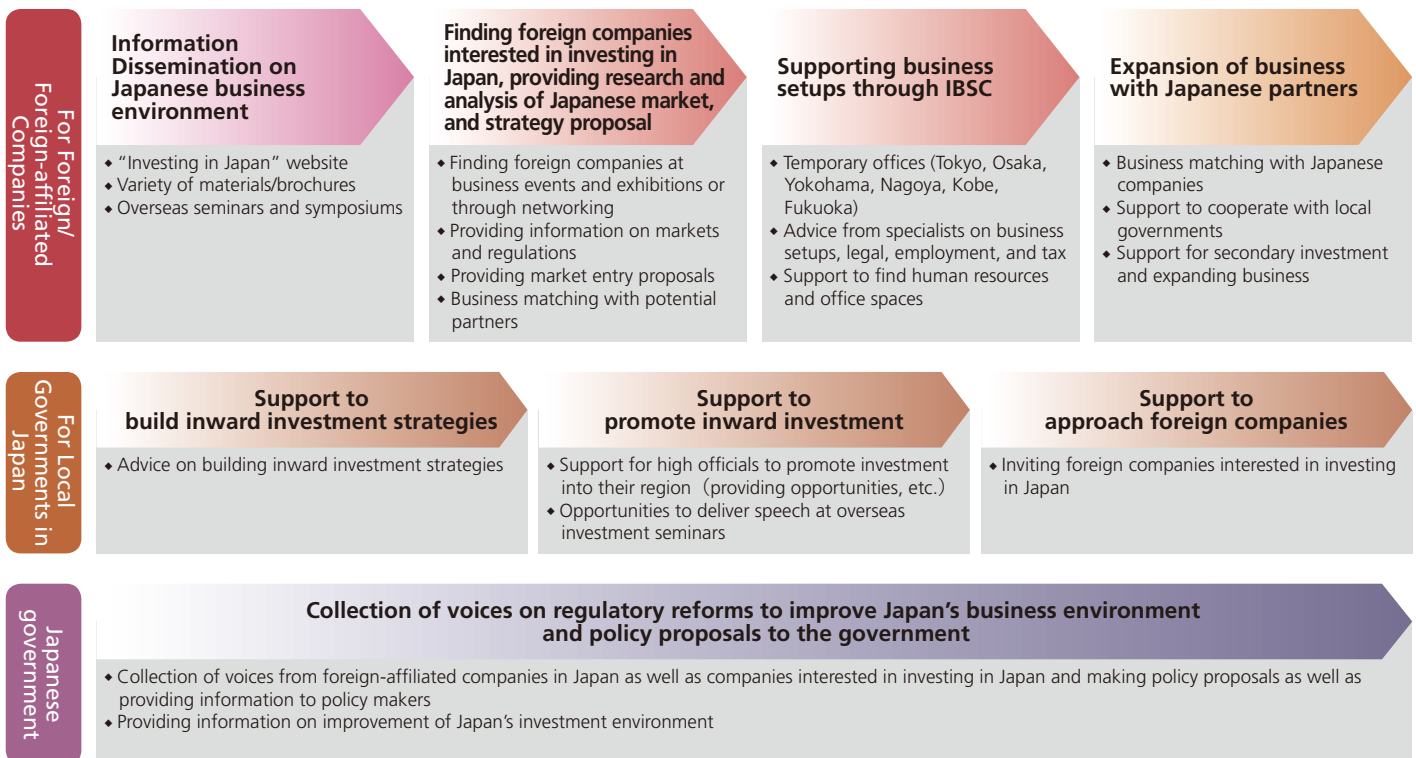 For Foreign/
Foreign-affiliated
Companies
Information
Dissemination on
Japanese business
environment
◆ “Investing in Japan” website
◆ Variety of materials/brochures
◆ Overseas seminars and symposiums
Finding foreign companies
interested in investing in
Japan, providing research and
analysis of Japanese market,
and strategy proposal
◆ Finding foreign companies at
business events and exhibitions or
through networking
◆ Providing information on markets
and regulations
◆ Providing market entry proposals
◆ Business matching with potential
partners
Supporting business
setups through IBSC
◆ Temporary offices (Tokyo, Osaka,
Yokohama, Nagoya, Kobe,
Fukuoka)
◆ Advice from specialists on business
setups, legal, employment, and tax
◆ Support to find human resources
and office spaces
Expansion of business
with Japanese partners
◆ Business matching with Japanese
companies
◆ Support to cooperate with local
governments
◆ Support for secondary investment
and expanding business
For Local
Governments in
Japan
Support to
build inward investment strategies
◆ Advice on building inward investment strategies
Support to
promote inward investment
◆ Support for high officials to promote investment
into their region（providing opportunities, etc.）
◆ Opportunities to deliver speech at overseas
investment seminars
Support to
approach foreign companies
◆ Inviting foreign companies interested in investing
in Japan
Japanese
government
Collection of voices on regulatory reforms to improve Japan’s business environment
and policy proposals to the government
◆ Collection of voices from foreign-affiliated companies in Japan as well as companies interested in investing in Japan and making policy proposals as well as
providing information to policy makers
◆ Providing information on improvement of Japan’s investment environment